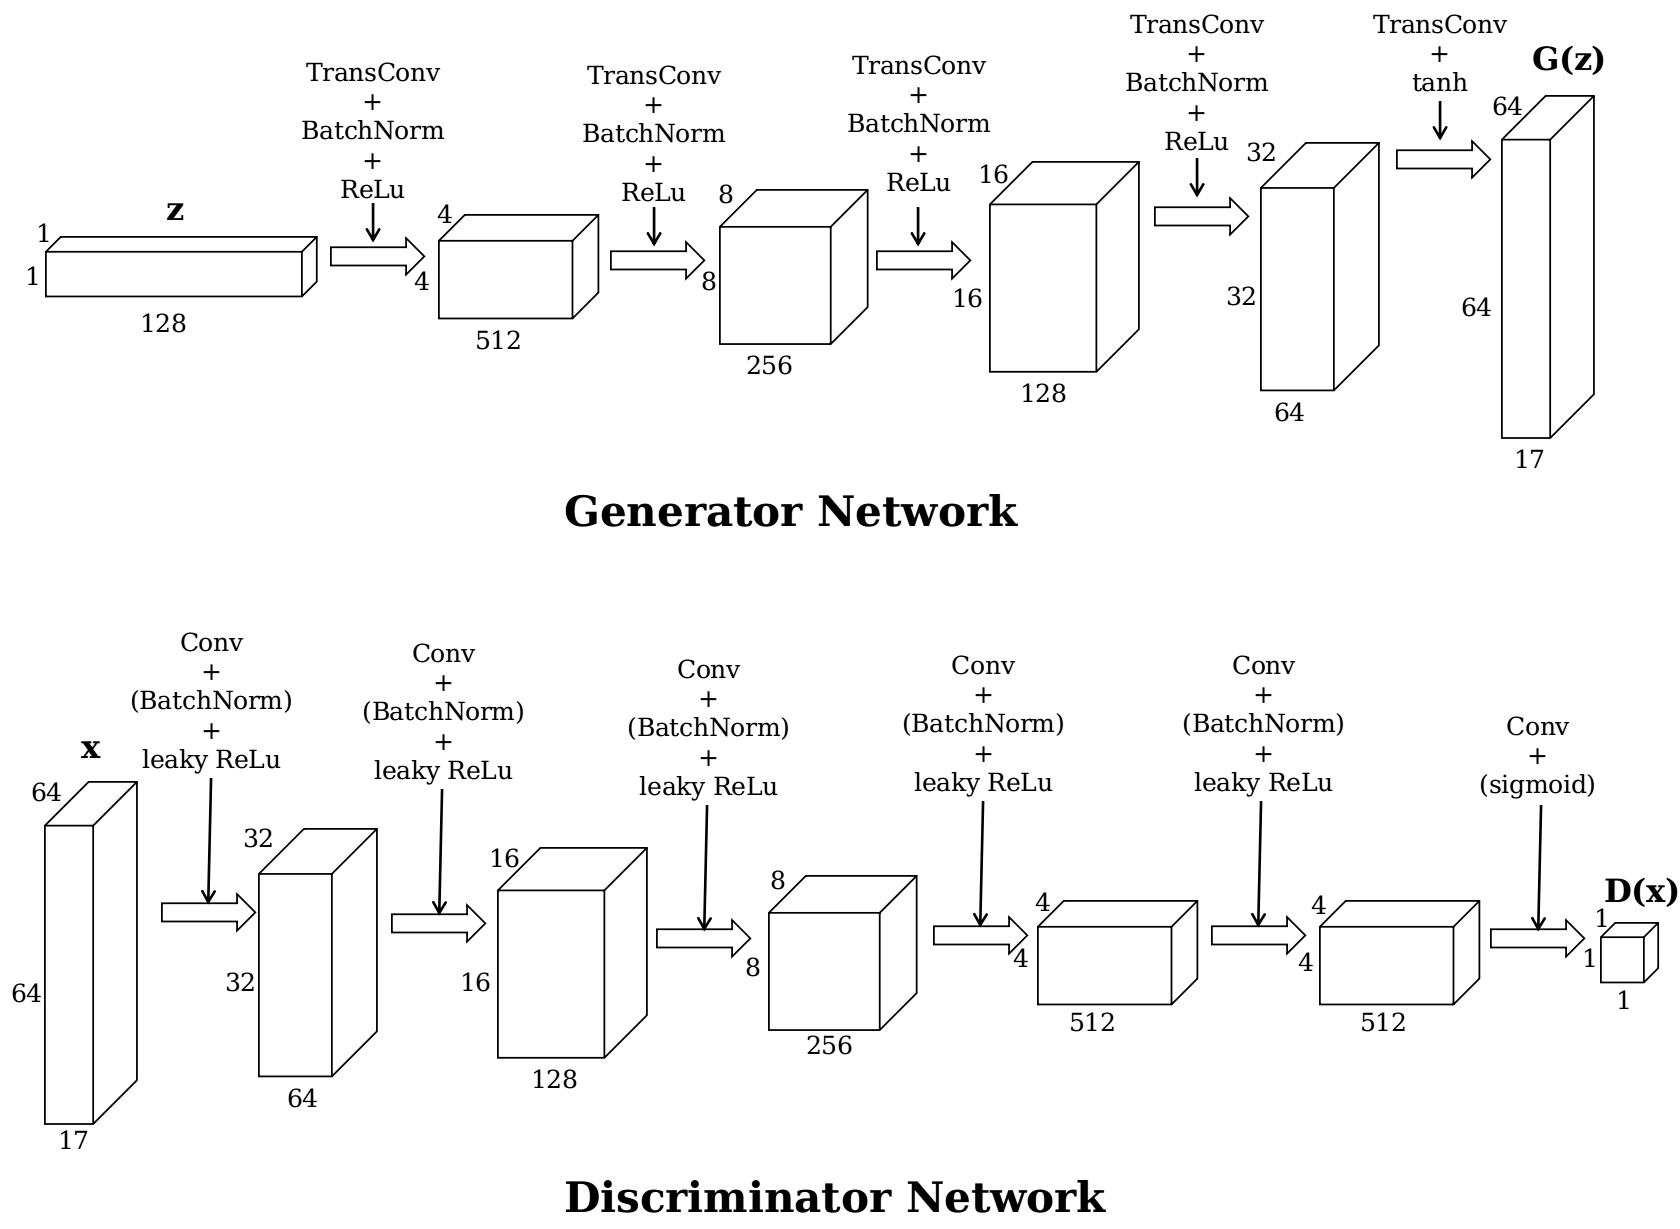 TransConv
+
BatchNorm
+
ReLu
TransConv
+
BatchNorm
+
ReLu
TransConv
+
BatchNorm
+
ReLu
TransConv
+
BatchNorm
+
ReLu
TransConv
+
tanh
G(z)
z
1
1
128
4
4
512
8
8
256
16
16
128
32
32
64
64
64
17
Generator Network
Conv
+
(BatchNorm)
+
leaky ReLu
Conv
+
(BatchNorm)
+
leaky ReLu
Conv
+
(BatchNorm)
+
leaky ReLu
Conv
+
(BatchNorm)
+
leaky ReLu
Conv
+
(BatchNorm)
+
leaky ReLu
Conv
+
(sigmoid)
x
64
64
17
32
32
64
16
16
128
8
8
256
4
4
512
4
4
512
D(x)
1
1
1
Discriminator Network